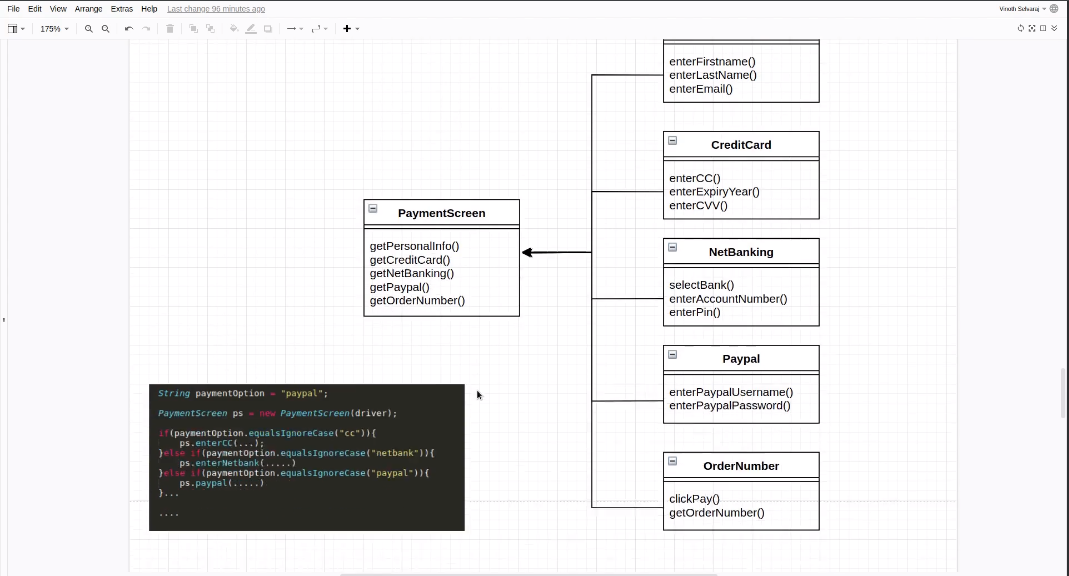 File Edit View Arrange Extras Help Last change 96 minutes ago
Vinoth Selvaraj
175%
enterFirstname()
enterLastName()
enterEmail()
CreditCard
enterCC()
enterExpiryYear()
enterCVV()
PaymentScreen
getPersonalInfo()
getCreditCard()
getNetBanking()
getPaypal()
getOrderNumber()
NetBanking
selectBank()
enterAccountNumber()
enterPin()
Paypal
enterPaypalUsername()
enterPaypalPassword()
String paymentOption = "paypal";
PaymentScreen ps = new PaymentScreen(driver);
if(paymentOption.equalsIgnoreCase("cc")){
ps.enterCC(...);
}else if(paymentOption.equalsIgnoreCase("netbank")){
ps.enterNetbank(.....)
}else if(paymentOption.equalsIgnoreCase("paypal")){
ps.paypal(.....)
}...
....
OrderNumber
clickPay()
getOrderNumber()